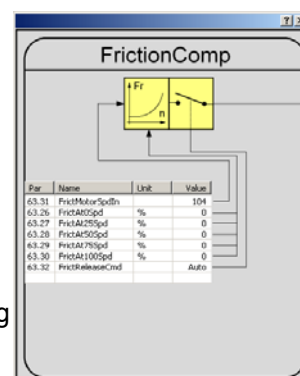 FrictionComp
Fr
n
Par Name Unit Value
63.31 FrictMotorSpdIn 104
63.26 FrictAt0Spd % 0
63.27 FrictAt25Spd % 0
63.28 FrictAt50Spd % 0
63.29 FrictAt75Spd % 0
63.30 FrictAt100Spd % 0
63.32 FrictReleaseCmd Auto
g